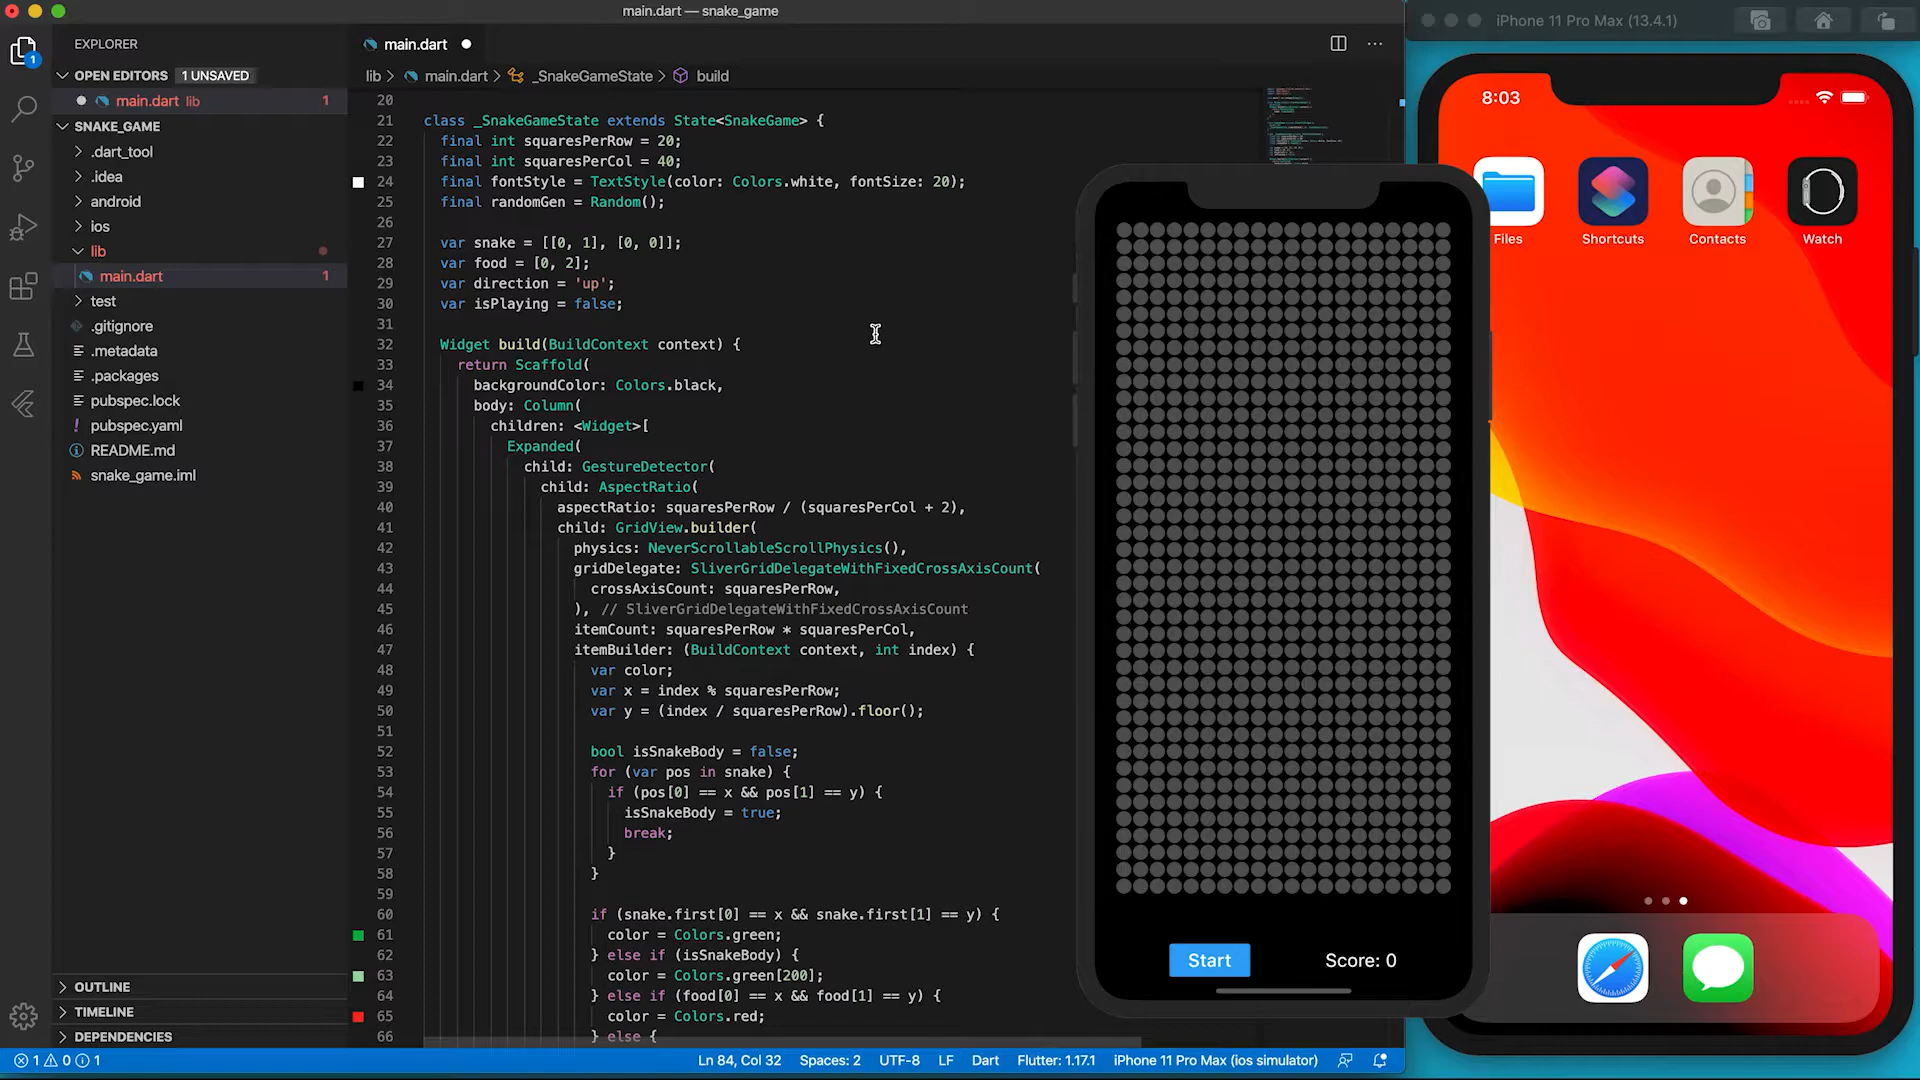 main.dart — snake_game
iPhone 11 Pro Max (13.4.1)
EXPLORER
OPEN EDITORS 1 UNSAVED
main.dart lib 1
SNAKE_GAME
.dart_tool
.idea
android
ios
lib
main.dart 1
test
.gitignore
.metadata
.packages
pubspec.lock
pubspec.yaml
README.md
snake_game.iml
OUTLINE
TIMELINE
DEPENDENCIES
1
main.dart
lib > main.dart > _SnakeGameState > build
20
21 class _SnakeGameState extends State<SnakeGame> {
22 final int squaresPerRow = 20;
23 final int squaresPerCol = 40;
24 final fontStyle = TextStyle(color: Colors.white, fontSize: 20);
25 final randomGen = Random();
26
27 var snake = [[0, 1], [0, 0]];
28 var food = [0, 2];
29 var direction = 'up';
30 var isPlaying = false;
31
32 Widget build(BuildContext context) {
33 return Scaffold(
34 backgroundColor: Colors.black,
35 body: Column(
36 children: <Widget>[
37 Expanded(
38 child: GestureDetector(
39 child: AspectRatio(
40 aspectRatio: squaresPerRow / (squaresPerCol + 2),
41 child: GridView.builder(
42 physics: NeverScrollableScrollPhysics(),
43 gridDelegate: SliverGridDelegateWithFixedCrossAxisCount(
44 crossAxisCount: squaresPerRow,
45 ), // SliverGridDelegateWithFixedCrossAxisCount
46 itemCount: squaresPerRow * squaresPerCol,
47 itemBuilder: (BuildContext context, int index) {
48 var color;
49 var x = index % squaresPerRow;
50 var y = (index / squaresPerRow).floor();
51
52 bool isSnakeBody = false;
53 for (var pos in snake) {
54 if (pos[0] == x && pos[1] == y) {
55 isSnakeBody = true;
56 break;
57 }
58 }
59
60 if (snake.first[0] == x && snake.first[1] == y) {
61 color = Colors.green;
62 } else if (isSnakeBody) {
63 color = Colors.green[200];
64 } else if (food[0] == x && food[1] == y) {
65 color = Colors.red;
66 } else {
Start
Score: 0
8:03
Files
Shortcuts
Contacts
Watch
1 0 1
Ln 84, Col 32
Spaces: 2
UTF-8
LF
Dart
Flutter: 1.17.1
iPhone 11 Pro Max (ios simulator)